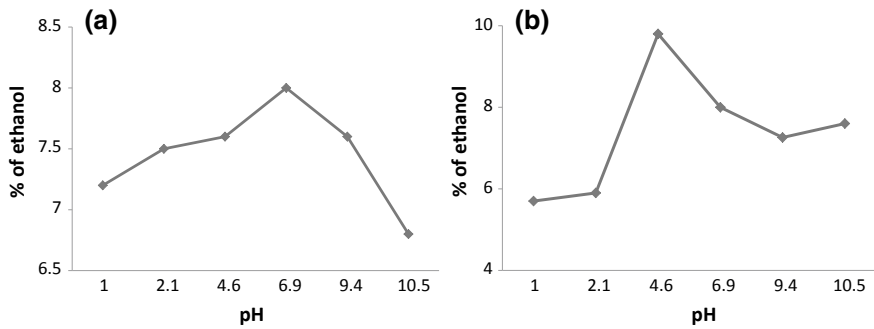 (a)
8.5
8
7.5
7
6.5
% of ethanol
1 2.1 4.6 6.9 9.4 10.5
pH
(b)
10
8
6
4
% of ethanol
1 2.1 4.6 6.9 9.4 10.5
pH